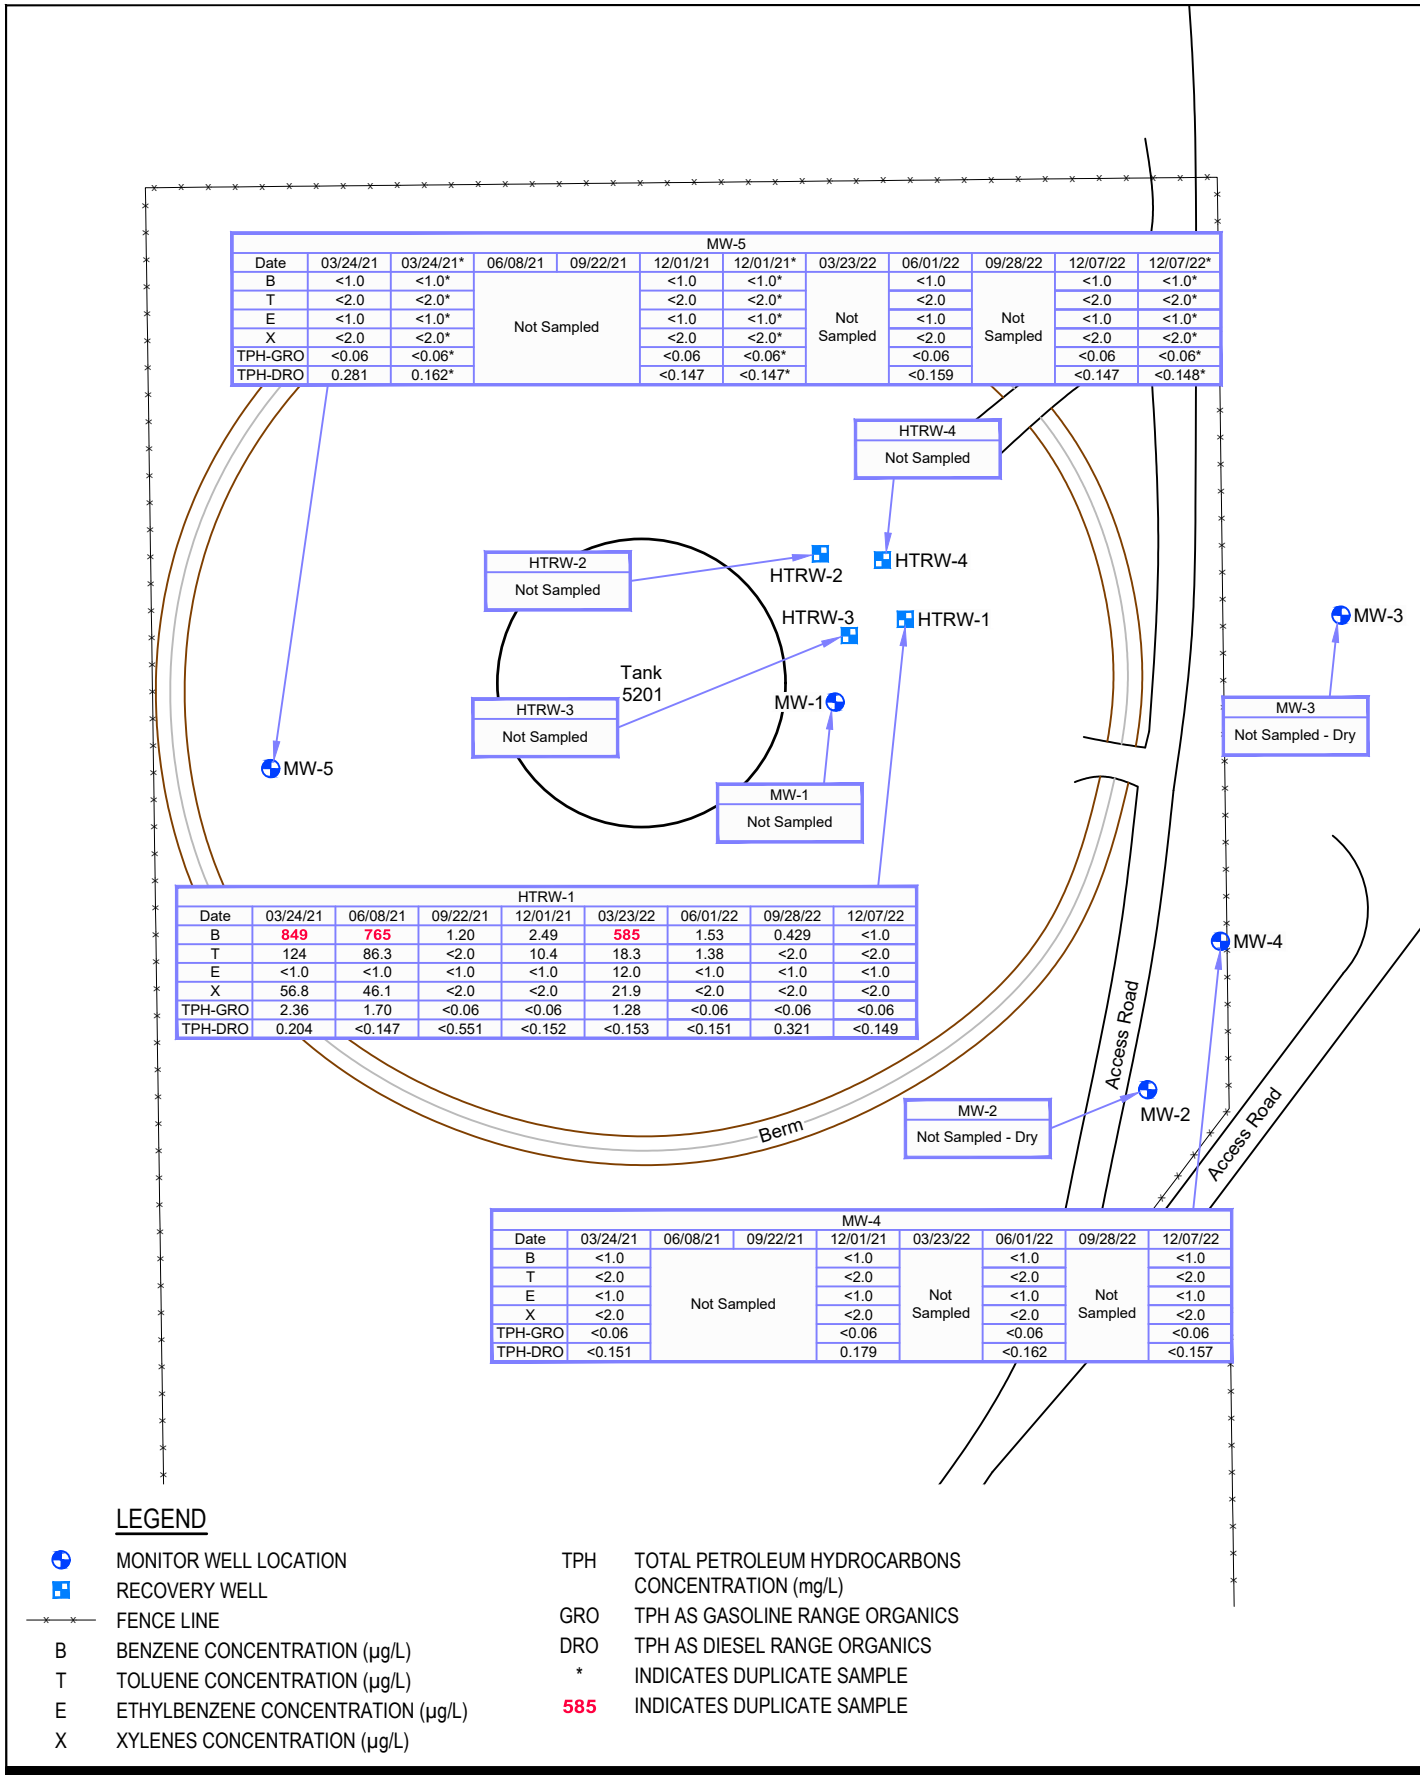 MW-5
Date 03/24/21 03/24/21* 06/08/21 09/22/21 12/01/21 12/01/21* 03/23/22 06/01/22 09/28/22 12/07/22 12/07/22*
B <1.0 <1.0* <1.0 <1.0* <1.0 <1.0 <1.0*
T <2.0 <2.0* <2.0 <2.0* <2.0 <2.0 <2.0*
E <1.0 <1.0* Not Sampled <1.0 <1.0* Not Sampled <1.0 Not Sampled <1.0 <1.0*
X <2.0 <2.0* <2.0 <2.0* <2.0 <2.0 <2.0*
TPH-GRO <0.06 <0.06* <0.06 <0.06* <0.06 <0.06 <0.06*
TPH-DRO 0.281 0.162* <0.147 <0.147* <0.159 <0.147 <0.148*
HTRW-4
Not Sampled
HTRW-2
Not Sampled
HTRW-2
HTRW-4
HTRW-3
HTRW-1
MW-3
Tank
5201
HTRW-3
Not Sampled
MW-1
MW-3
Not Sampled - Dry
MW-5
MW-1
Not Sampled
HTRW-1
Date 03/24/21 06/08/21 09/22/21 12/01/21 03/23/22 06/01/22 09/28/22 12/07/22
B 849 765 1.20 2.49 585 1.53 0.429 <1.0
T 124 86.3 <2.0 10.4 18.3 1.38 <2.0 <2.0
E <1.0 <1.0 <1.0 <1.0 12.0 <1.0 <1.0 <1.0
X 56.8 46.1 <2.0 <2.0 21.9 <2.0 <2.0 <2.0
TPH-GRO 2.36 1.70 <0.06 <0.06 1.28 <0.06 <0.06 <0.06
TPH-DRO 0.204 <0.147 <0.551 <0.152 <0.153 <0.151 0.321 <0.149
MW-4
Access Road
MW-2
Not Sampled - Dry
MW-2
Berm
Access Road
MW-4
Date 03/24/21 06/08/21 09/22/21 12/01/21 03/23/22 06/01/22 09/28/22 12/07/22
B <1.0 <1.0 <1.0 <1.0
T <2.0 <2.0 <2.0 <2.0
E <1.0 Not Sampled <1.0 Not Sampled <1.0 Not Sampled <1.0
X <2.0 <2.0 <2.0 <2.0
TPH-GRO <0.06 <0.06 <0.06 <0.06
TPH-DRO <0.151 0.179 <0.162 <0.157
LEGEND
MONITOR WELL LOCATION
RECOVERY WELL
FENCE LINE
B BENZENE CONCENTRATION (µg/L)
T TOLUENE CONCENTRATION (µg/L)
E ETHYLBENZENE CONCENTRATION (µg/L)
X XYLENES CONCENTRATION (µg/L)
TPH TOTAL PETROLEUM HYDROCARBONS
CONCENTRATION (mg/L)
GRO TPH AS GASOLINE RANGE ORGANICS
DRO TPH AS DIESEL RANGE ORGANICS
* INDICATES DUPLICATE SAMPLE
585 INDICATES DUPLICATE SAMPLE